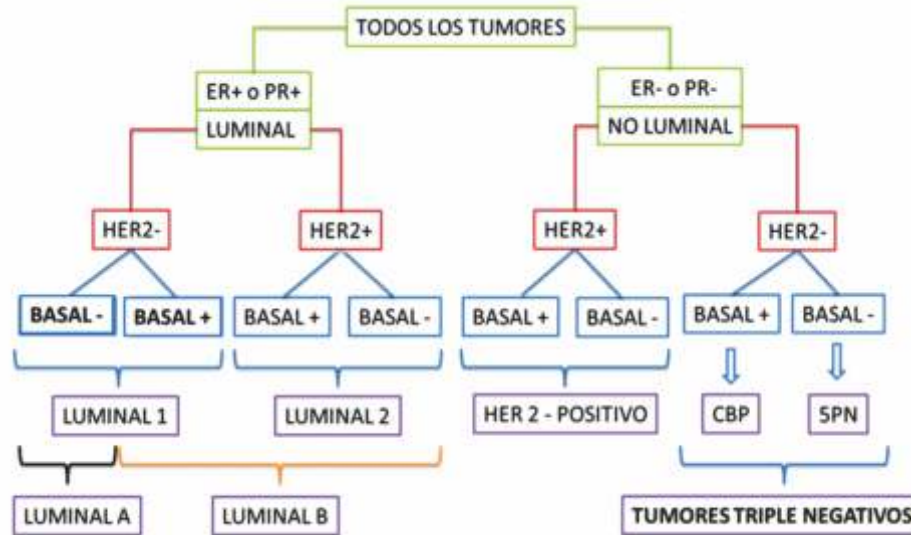 TODOS LOS TUMORES
ER+ o PR+
LUMINAL
ER- o PR-
NO LUMINAL
HER2-
HER2+
HER2+
HER2-
BASAL -
BASAL +
BASAL +
BASAL -
BASAL +
BASAL -
BASAL +
BASAL -
LUMINAL 1
LUMINAL 2
HER 2 - POSITIVO
CBP
5PN
LUMINAL A
LUMINAL B
TUMORES TRIPLE NEGATIVOS